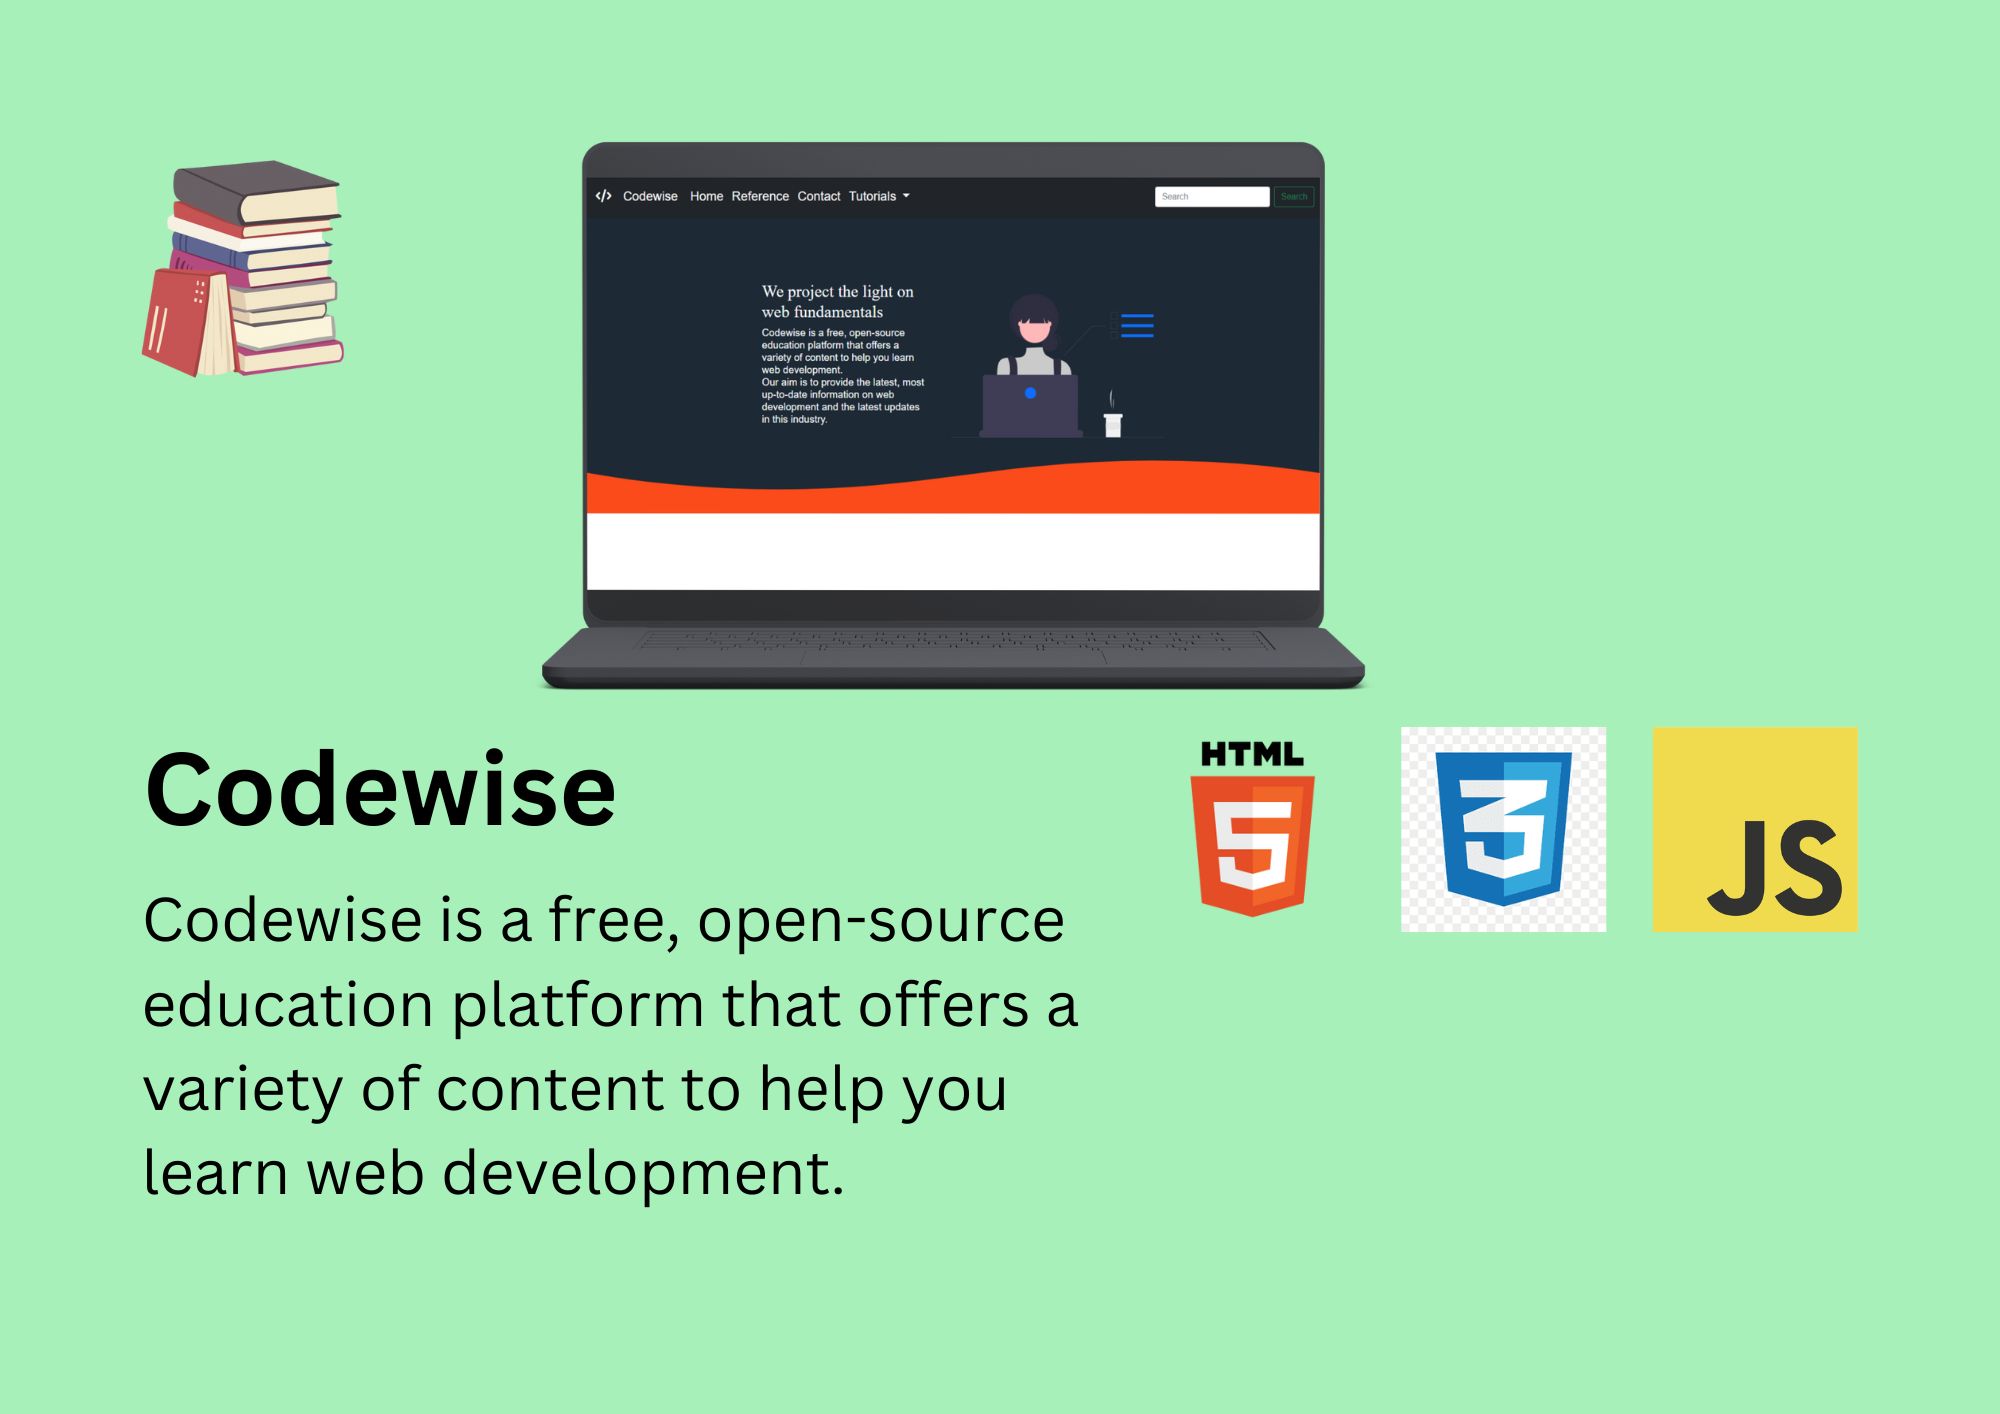 Codewise Home Reference Contact Tutorials
Search
Search
We project the light on
web fundamentals
Codewise is a free, open-source
education platform that offers a
variety of content to help you learn
web development.
Our aim is to provide the latest, most
up-to-date information on web
development and the latest updates
in this industry.
Codewise
Codewise is a free, open-source
education platform that offers a
variety of content to help you
learn web development.
HTML
5
3
JS